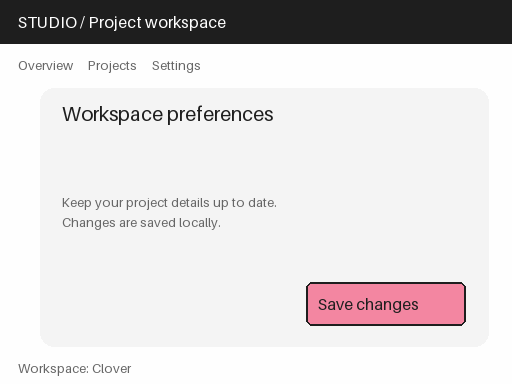 STUDIO / Project workspace
Overview Projects Settings
Workspace preferences
Keep your project details up to date.
Changes are saved locally.
Save changes
Workspace: Clover